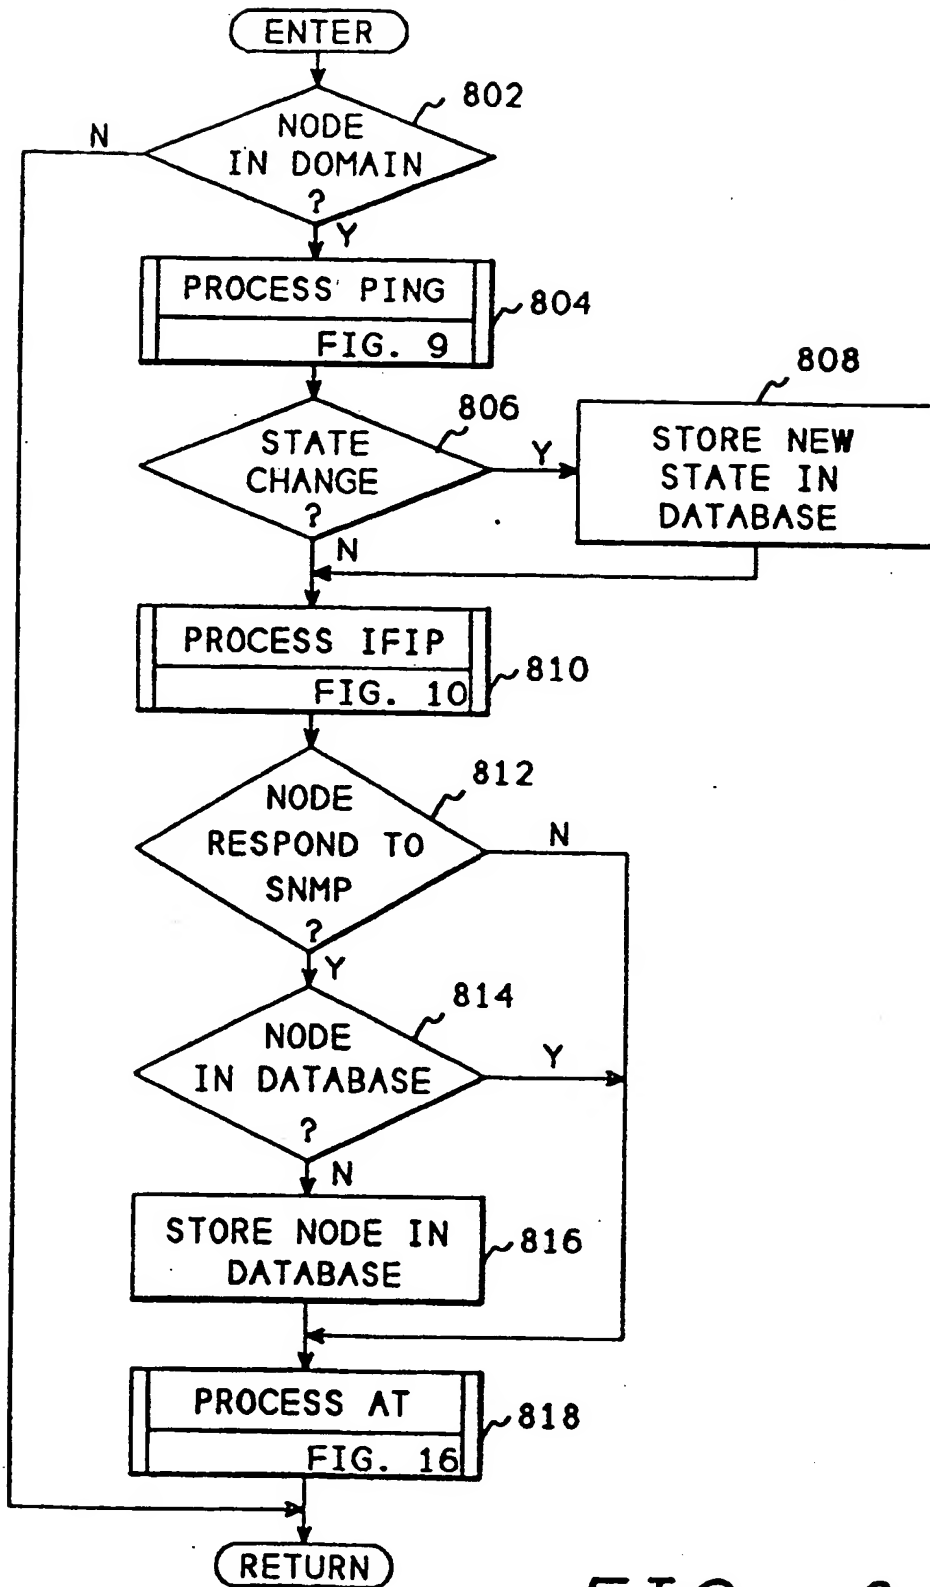 ENTER
802
NODE
IN DOMAIN
?
N
Y
PROCESS PING
FIG. 9
804
806
STATE
CHANGE
?
Y
N
808
STORE NEW
STATE IN
DATABASE
PROCESS IFIP
FIG. 10
810
812
NODE
RESPOND TO
SNMP
?
N
Y
814
NODE
IN DATABASE
?
Y
N
STORE NODE IN
DATABASE
816
PROCESS AT
FIG. 16
818
RETURN